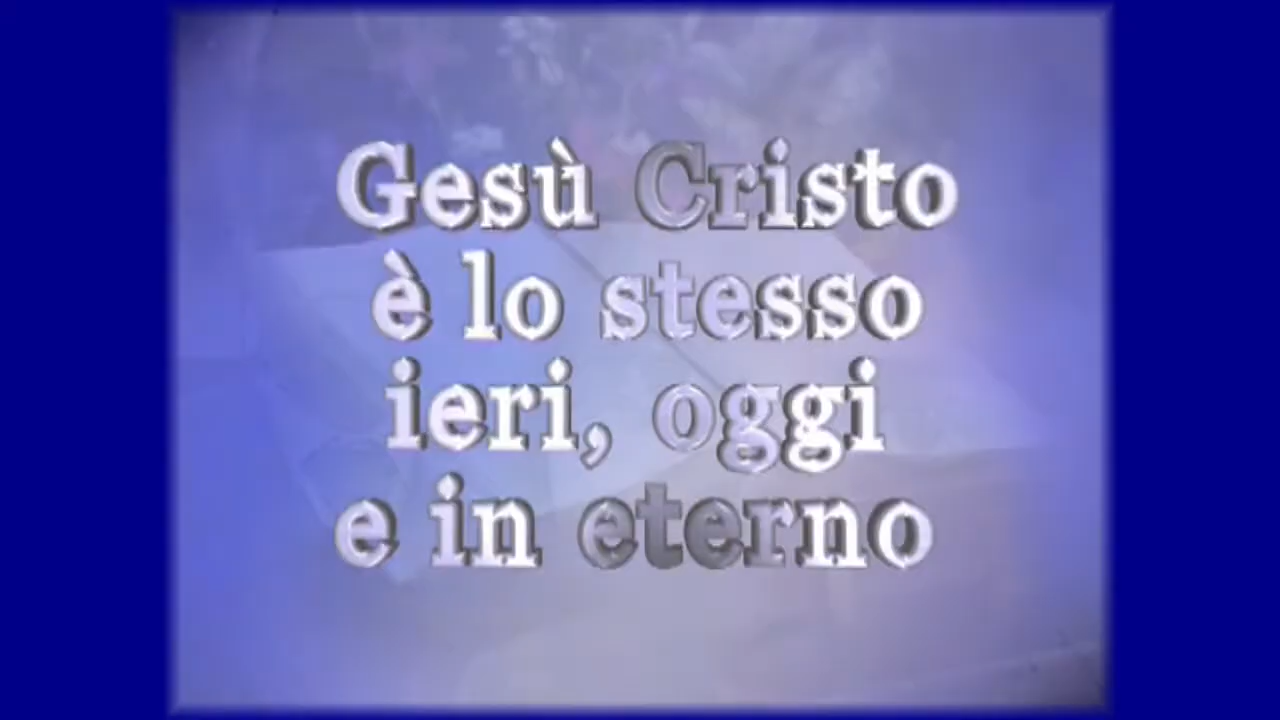 Gesù Cristo
è lo stesso
ieri, oggi
e in eterno